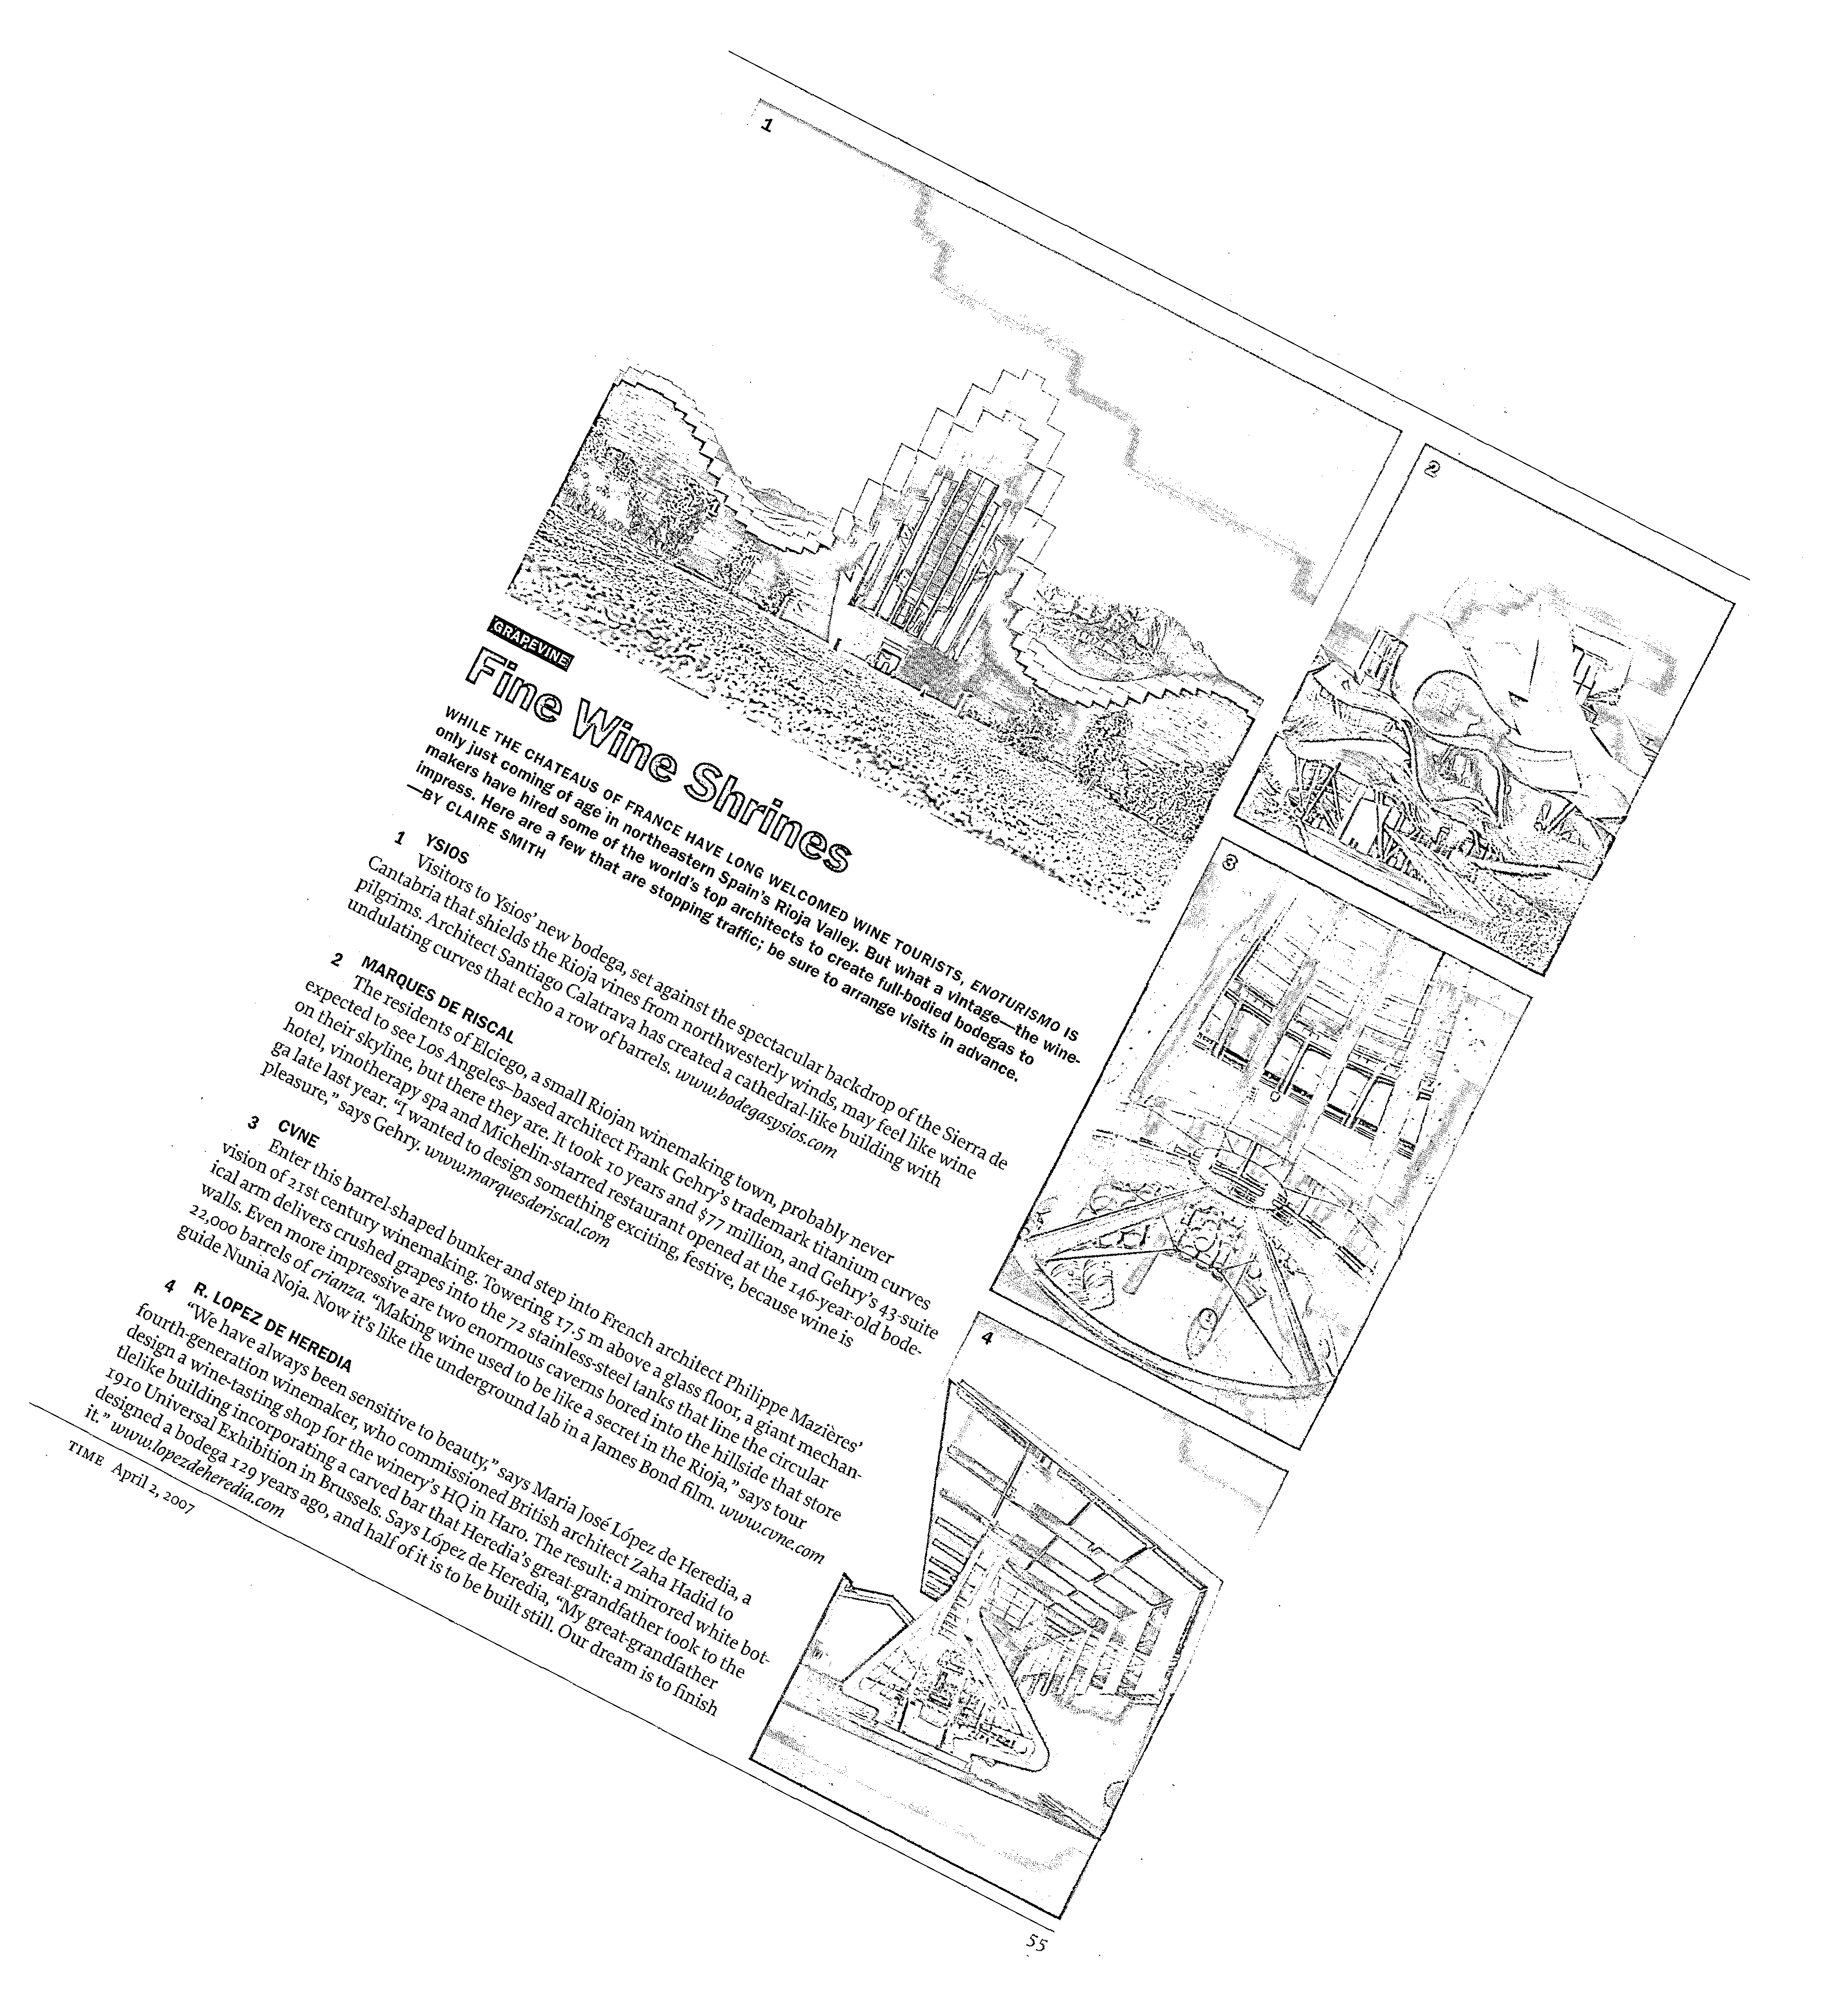 1
2
3
4
GRAPEVINE
Fine Wine Shrines
WHILE THE CHATEAUS OF FRANCE HAVE LONG WELCOMED WINE TOURISTS, ENOTURISMO IS
only just coming of age in northeastern Spain's Rioja Valley. But what a vintage—the wine-
makers have hired some of the world's top architects to create full-bodied bodegas to
impress. Here are a few that are stopping traffic; be sure to arrange visits in advance.
—BY CLAIRE SMITH
1 YSIOS
Visitors to Ysios' new bodega, set against the spectacular backdrop of the Sierra de
Cantabria that shields the Rioja vines from northwesterly winds, may feel like wine
pilgrims. Architect Santiago Calatrava has created a cathedral-like building with
undulating curves that echo a row of barrels. www.bodegasysios.com
2 MARQUES DE RISCAL
The residents of Elciego, a small Riojan winemaking town, probably never
expected to see Los Angeles–based architect Frank Gehry's trademark titanium curves
on their skyline, but there they are. It took 10 years and $77 million, and Gehry's 43-suite
hotel, vinotherapy spa and Michelin-starred restaurant opened at the 146-year-old bode-
ga late last year. "I wanted to design something exciting, festive, because wine is
pleasure," says Gehry. www.marquesderiscal.com
3 CVNE
Enter this barrel-shaped bunker and step into French architect Philippe Mazières'
vision of 21st century winemaking. Towering 17.5 m above a glass floor, a giant mechan-
ical arm delivers crushed grapes into the 72 stainless-steel tanks that line the circular
walls. Even more impressive are two enormous caverns bored into the hillside that store
22,000 barrels of crianza. "Making wine used to be like a secret in the Rioja," says tour
guide Nunia Noja. Now it's like the underground lab in a James Bond film. www.cvne.com
4 R. LOPEZ DE HEREDIA
"We have always been sensitive to beauty," says Maria José López de Heredia, a
fourth-generation winemaker, who commissioned British architect Zaha Hadid to
design a wine-tasting shop for the winery's HQ in Haro. The result: a mirrored white bot-
tlelike building incorporating a carved bar that Heredia's great-grandfather took to the
1910 Universal Exhibition in Brussels. Says López de Heredia, "My great-grandfather
designed a bodega 129 years ago, and half of it is to be built still. Our dream is to finish
it." www.lopezdeheredia.com
TIME April 2, 2007
55